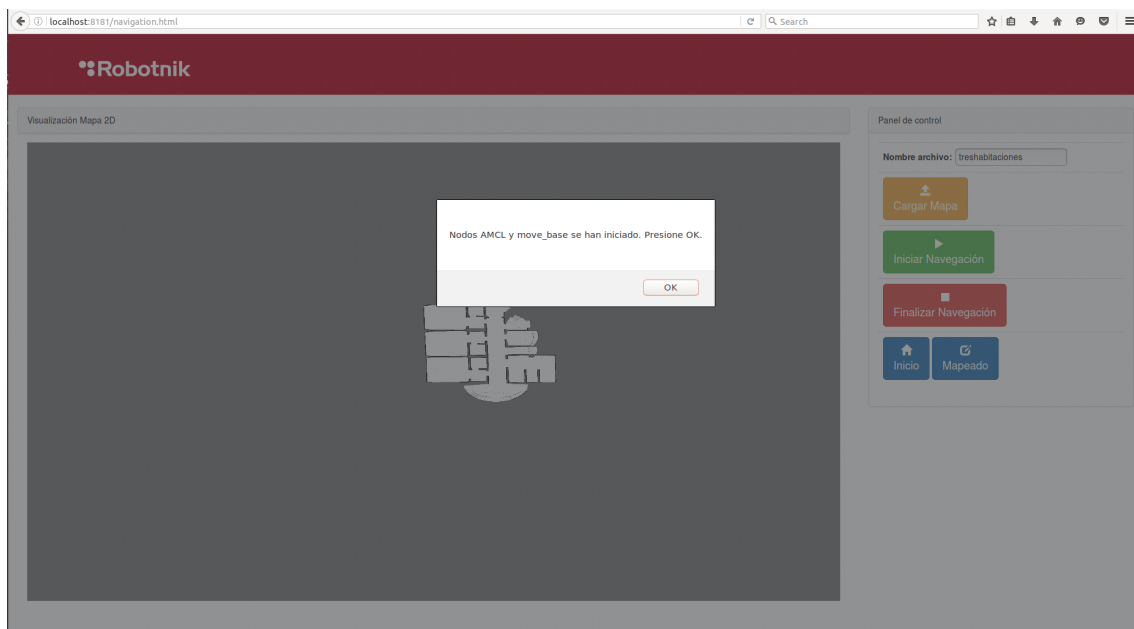 localhost:8181/navigation.html
Search
Robotnik
Visualización Mapa 2D
Panel de control
Nombre archivo: treshabitaciones
Cargar Mapa
Nodos AMCL y move_base se han iniciado. Presione OK.
OK
Iniciar Navegación
Finalizar Navegación
Inicio
Mapeado